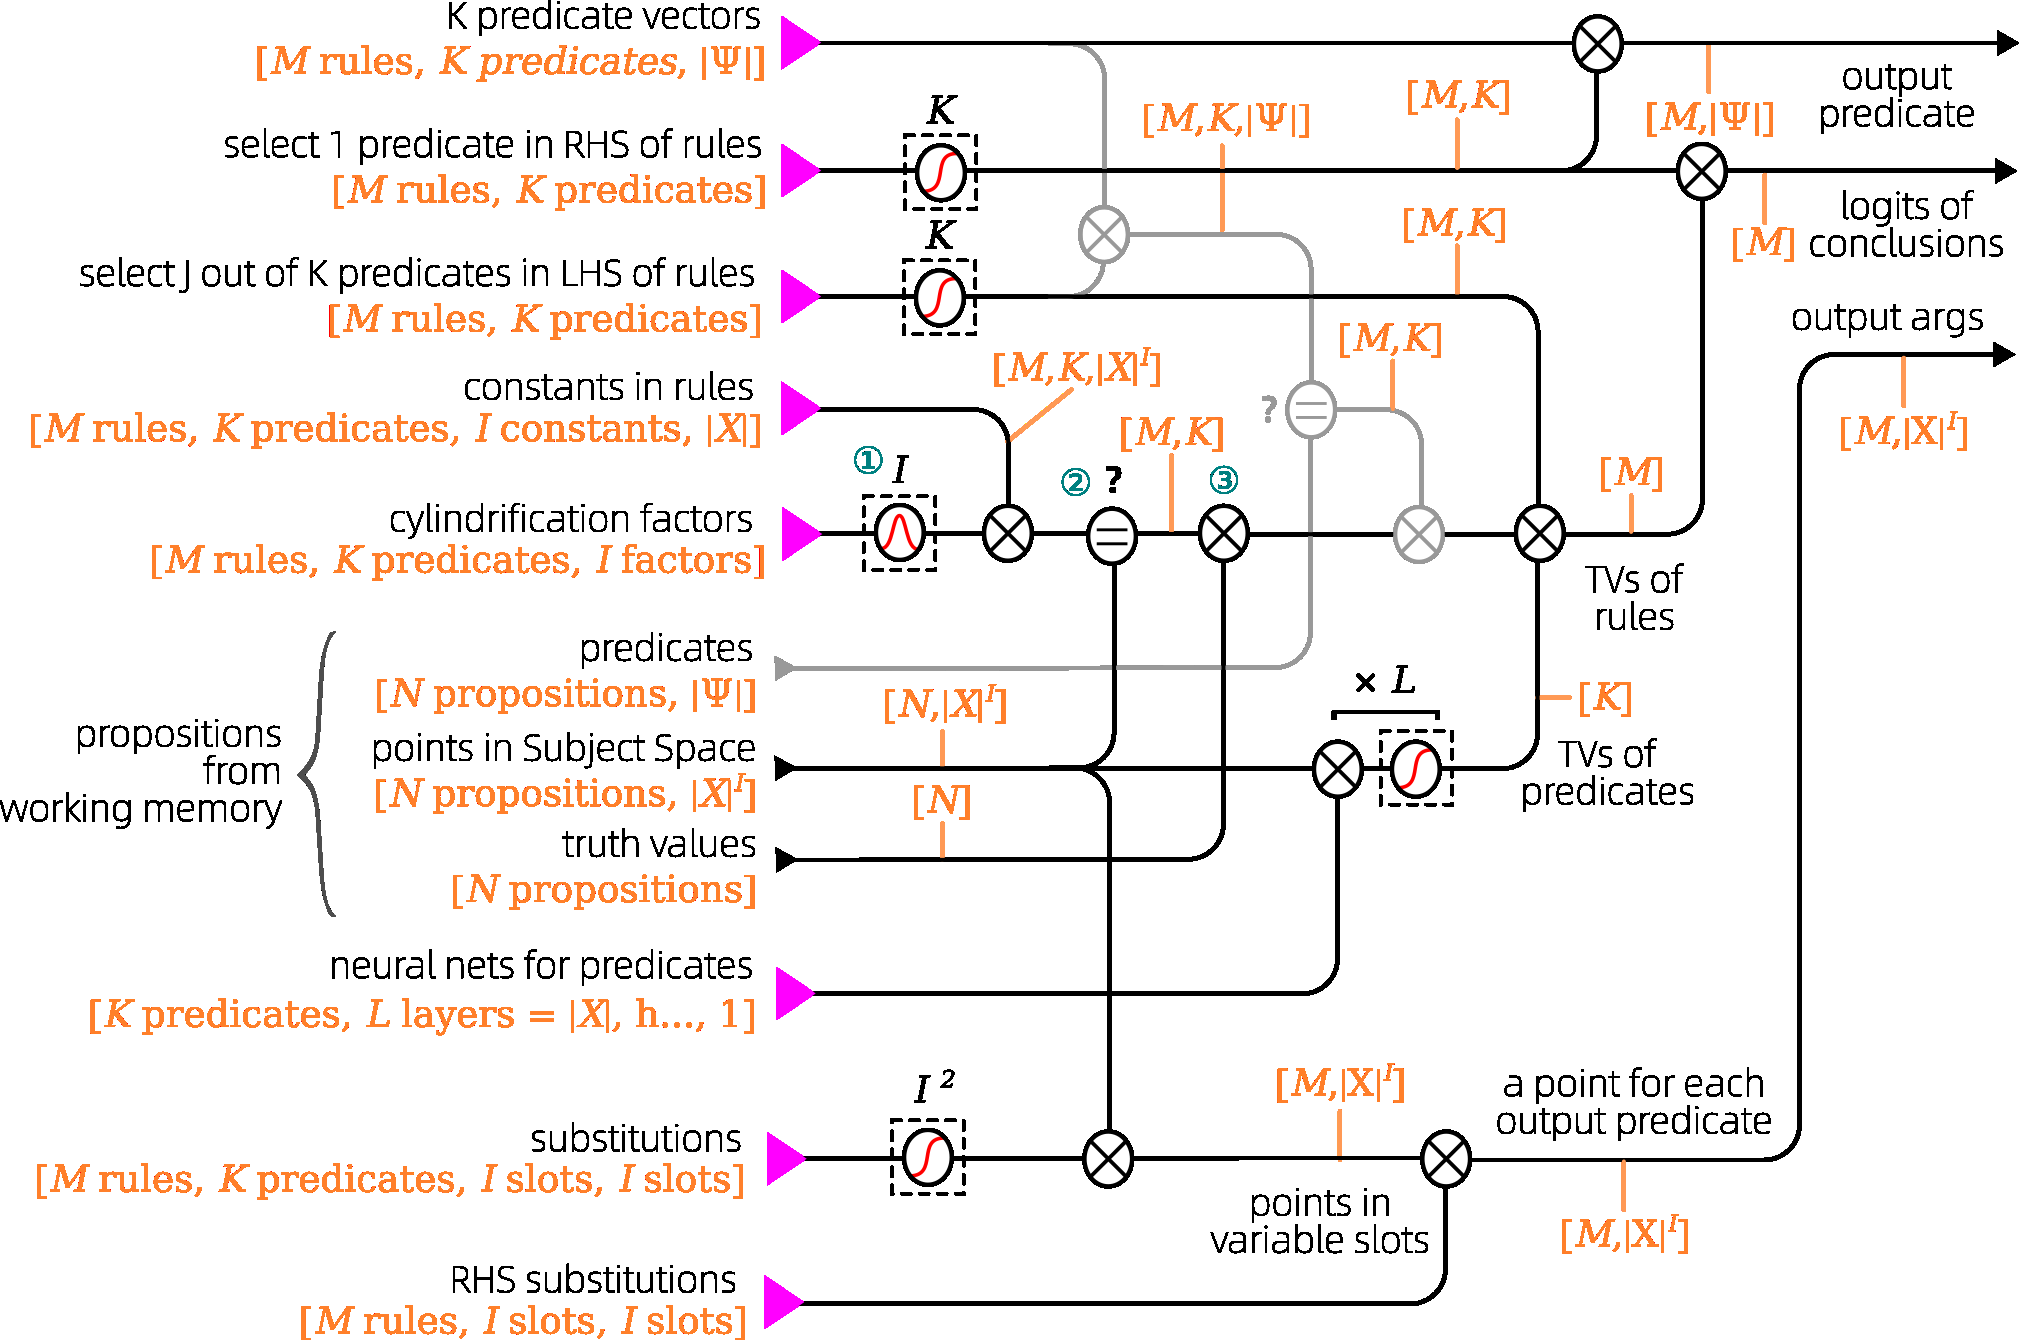 K predicate vectors
[M rules, K predicates, |Ψ|]
select 1 predicate in RHS of rules
[M rules, K predicates]
select J out of K predicates in LHS of rules
[M rules, K predicates]
constants in rules
[M rules, K predicates, I constants, |X|]
cylindrification factors
[M rules, K predicates, I factors]
propositions
from
working memory
predicates
[N propositions, |Ψ|]
points in Subject Space
[N propositions, |X|ᴵ]
truth values
[N propositions]
neural nets for predicates
[K predicates, L layers = |X|, h..., 1]
substitutions
[M rules, K predicates, I slots, I slots]
RHS substitutions
[M rules, I slots, I slots]
K
K
① I
② ?
③
?
[M,K,|Ψ|]
[M,K]
[M,K]
[M,K]
[M,K,|X|ᴵ]
[M,K]
[M]
[M,|Ψ|]
output
predicate
[M]
logits of
conclusions
output args
[M,|X|ᴵ]
TVs of
rules
[N,|X|ᴵ]
[N]
× L
[K]
TVs of
predicates
I ²
[M,|X|ᴵ]
points in
variable slots
a point for each
output predicate
[M,|X|ᴵ]